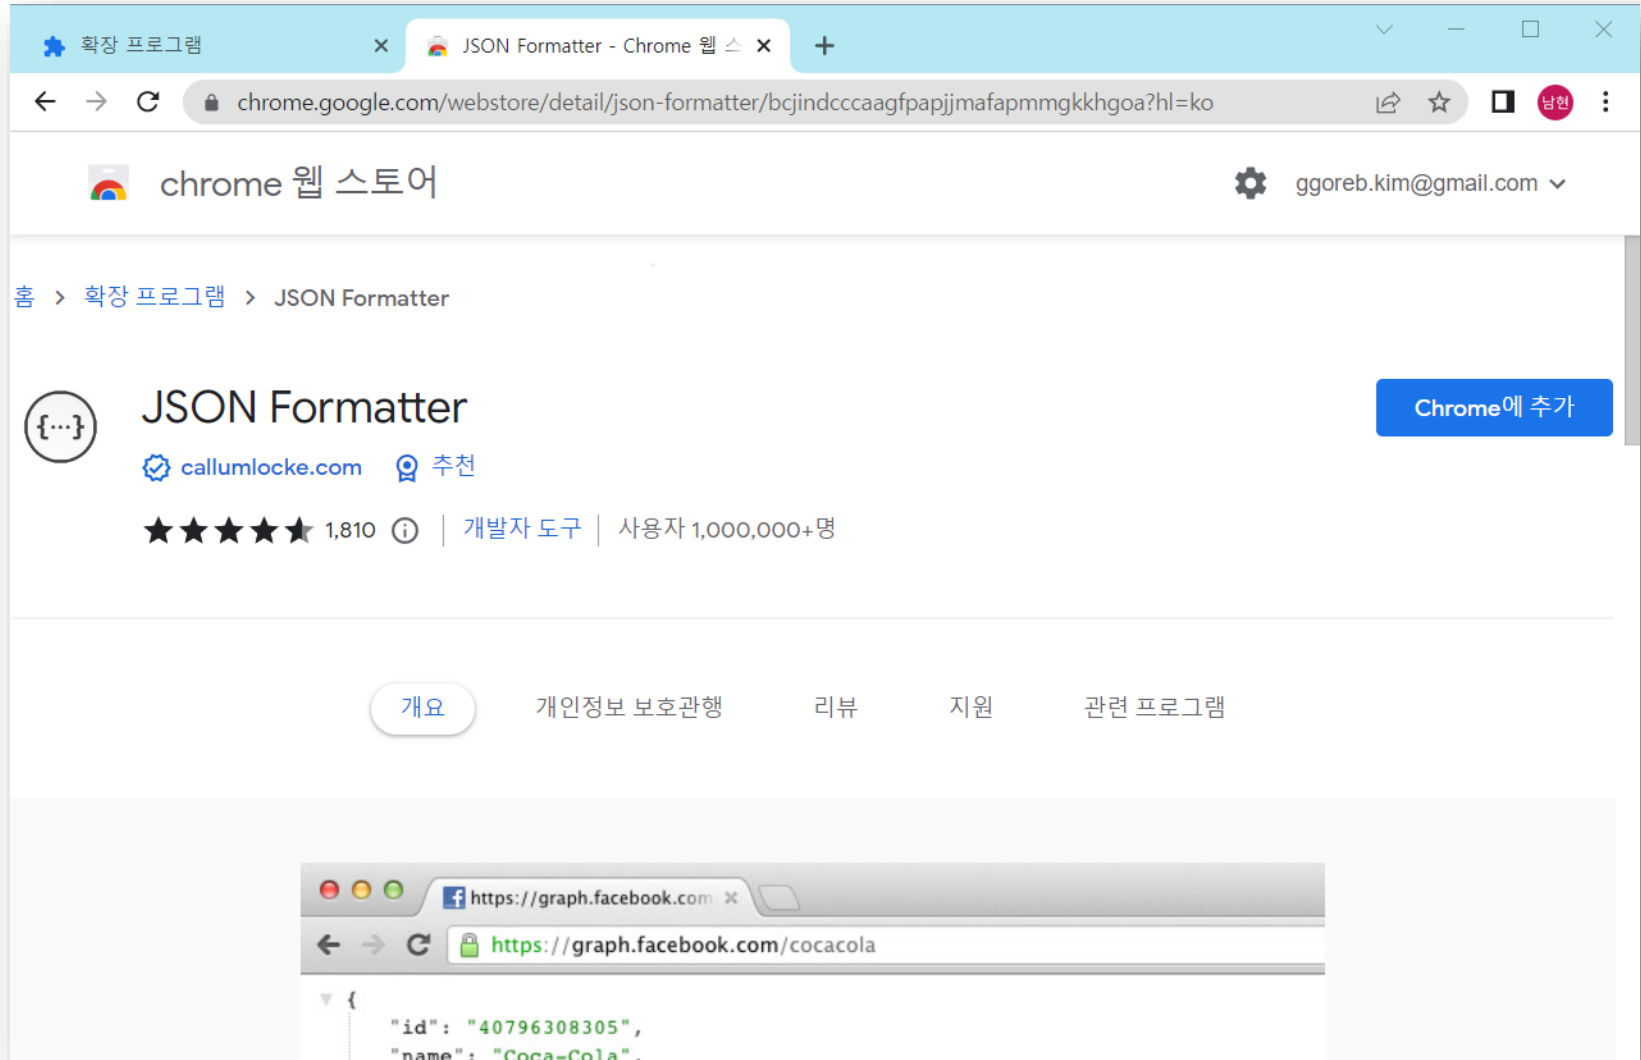 확장 프로그램
JSON Formatter - Chrome 웹 스
chrome.google.com/webstore/detail/json-formatter/bcjindcccaagfpapjjmafapmmgkkhgoa?hl=ko
남현
chrome 웹 스토어
ggoreb.kim@gmail.com
홈 > 확장 프로그램 > JSON Formatter
{···}
JSON Formatter
Chrome에 추가
callumlocke.com 추천
1,810 개발자 도구 사용자 1,000,000+명
개요 개인정보 보호관행 리뷰 지원 관련 프로그램
https://graph.facebook.com
https://graph.facebook.com/cocacola
{
"id": "40796308305",
"name": "Coca-Cola",